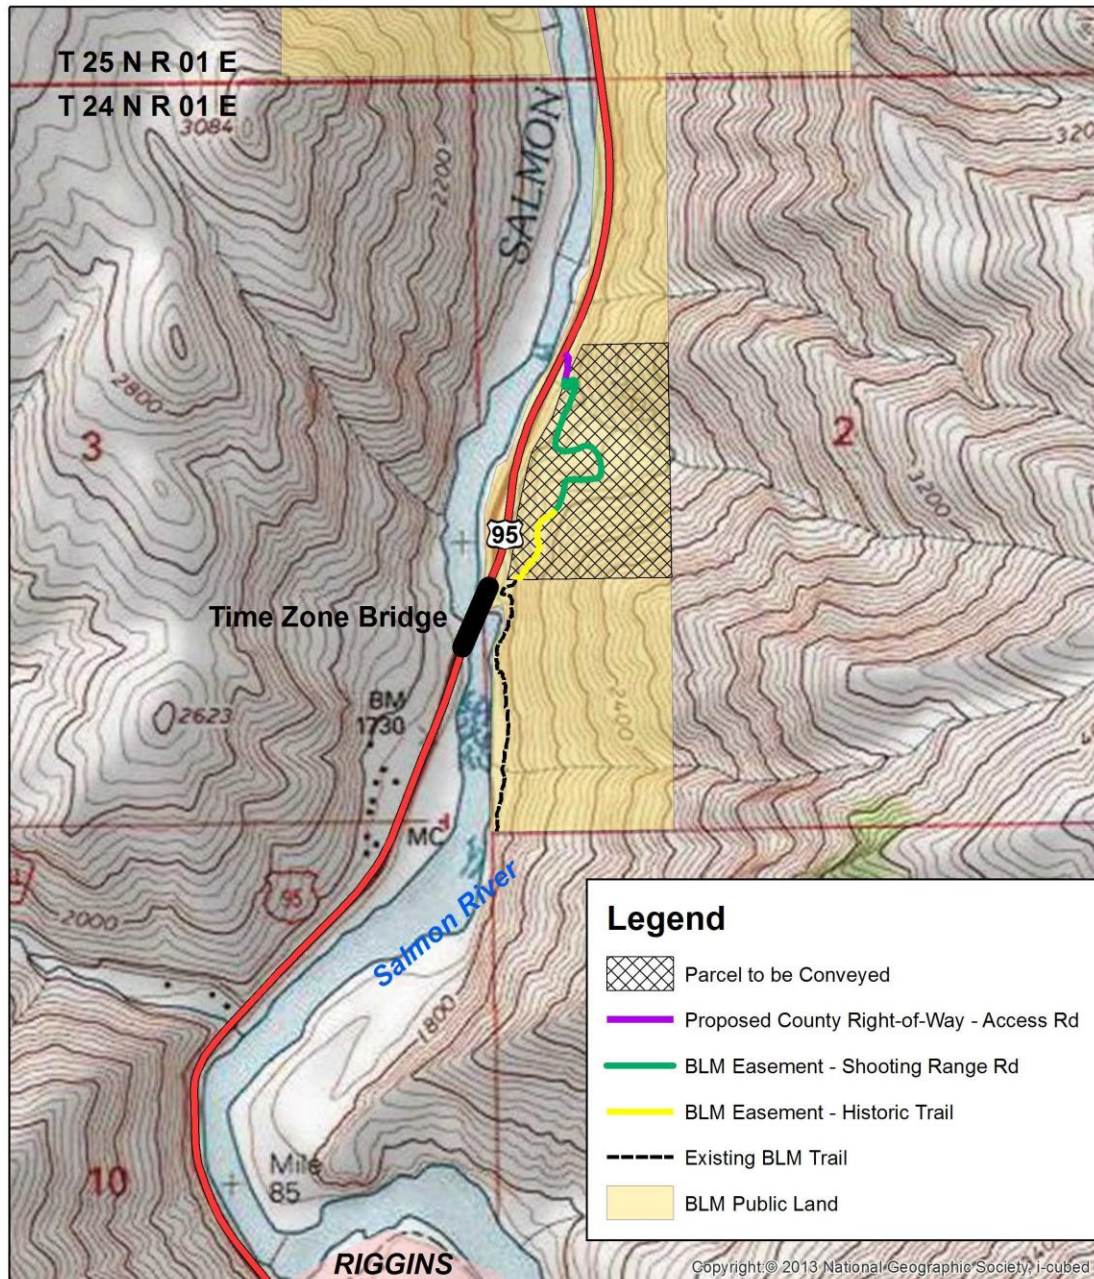 T 25 N R 01 E
T 24 N R 01 E
3084
2200
SALMON
320
2800
3
2
3200
95
Time Zone Bridge
2400
BM
1730
2623
MC
95
2000
Salmon River
1800
10
Mile
85
RIGGINS
Legend
Parcel to be Conveyed
Proposed County Right-of-Way - Access Rd
BLM Easement - Shooting Range Rd
BLM Easement - Historic Trail
Existing BLM Trail
BLM Public Land
Copyright:© 2013 National Geographic Society, i-cubed